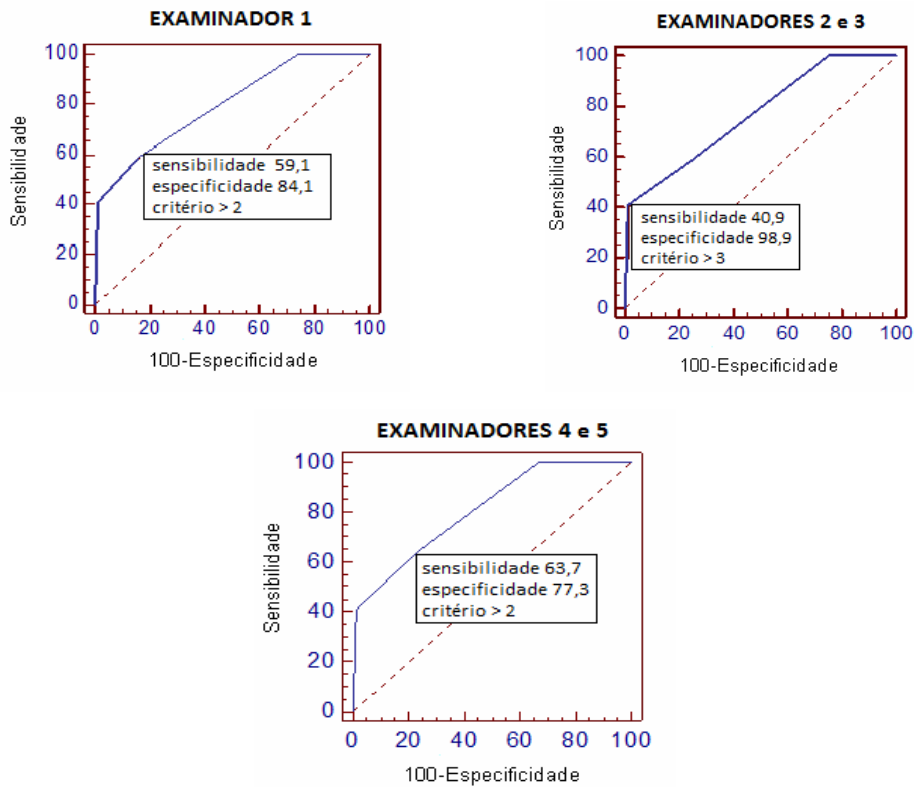 EXAMINADOR 1
100
80
60
40
20
0
Sensibilidade
sensibilidade 59,1
especificidade 84,1
critério > 2
0 20 40 60 80 100
100-Especificidade
EXAMINADORES 2 e 3
100
80
60
40
20
0
Sensibilidade
sensibilidade 40,9
especificidade 98,9
critério > 3
0 20 40 60 80 100
100-Especificidade
EXAMINADORES 4 e 5
100
80
60
40
20
0
Sensibilidade
sensibilidade 63,7
especificidade 77,3
critério > 2
0 20 40 60 80 100
100-Especificidade